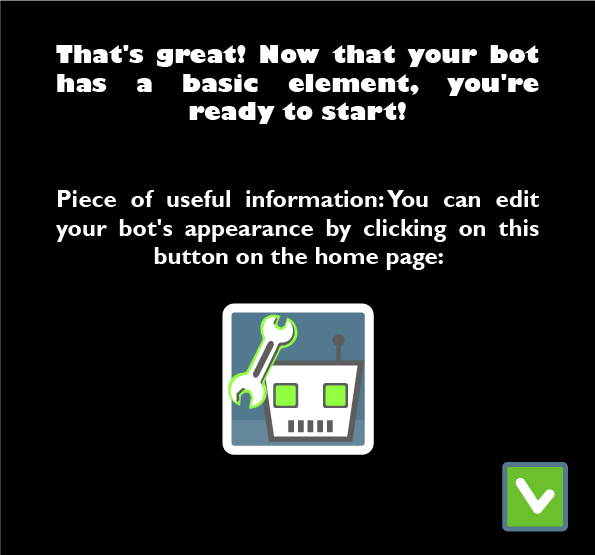 That's great! Now that your bot
has a basic element, you're
ready to start!
Piece of useful information: You can edit
your bot's appearance by clicking on this
button on the home page: